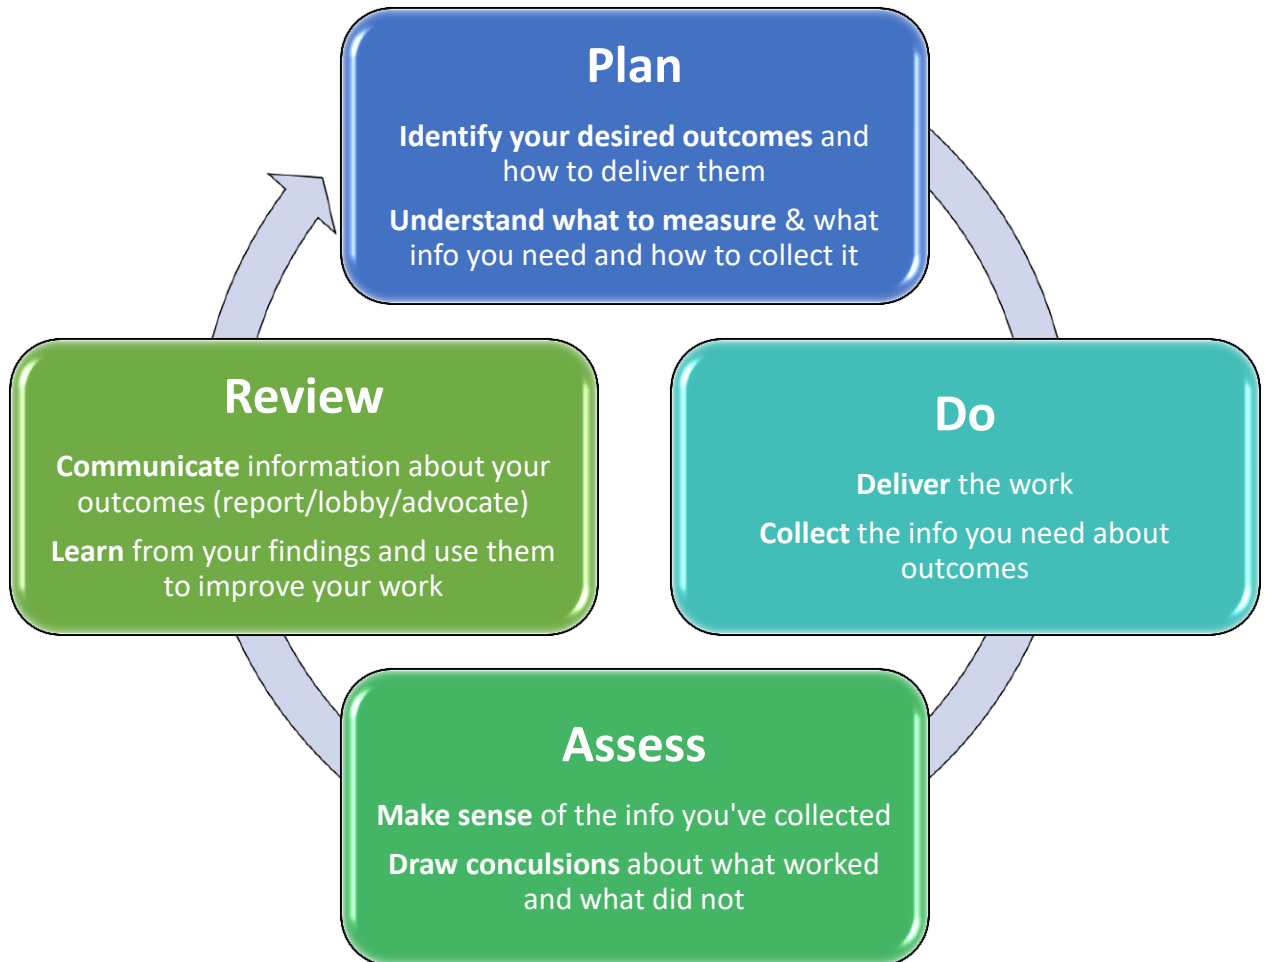 Plan
Identify your desired outcomes and
how to deliver them
Understand what to measure & what
info you need and how to collect it
Do
Deliver the work
Collect the info you need about
outcomes
Assess
Make sense of the info you've collected
Draw conculsions about what worked
and what did not
Review
Communicate information about your
outcomes (report/lobby/advocate)
Learn from your findings and use them
to improve your work